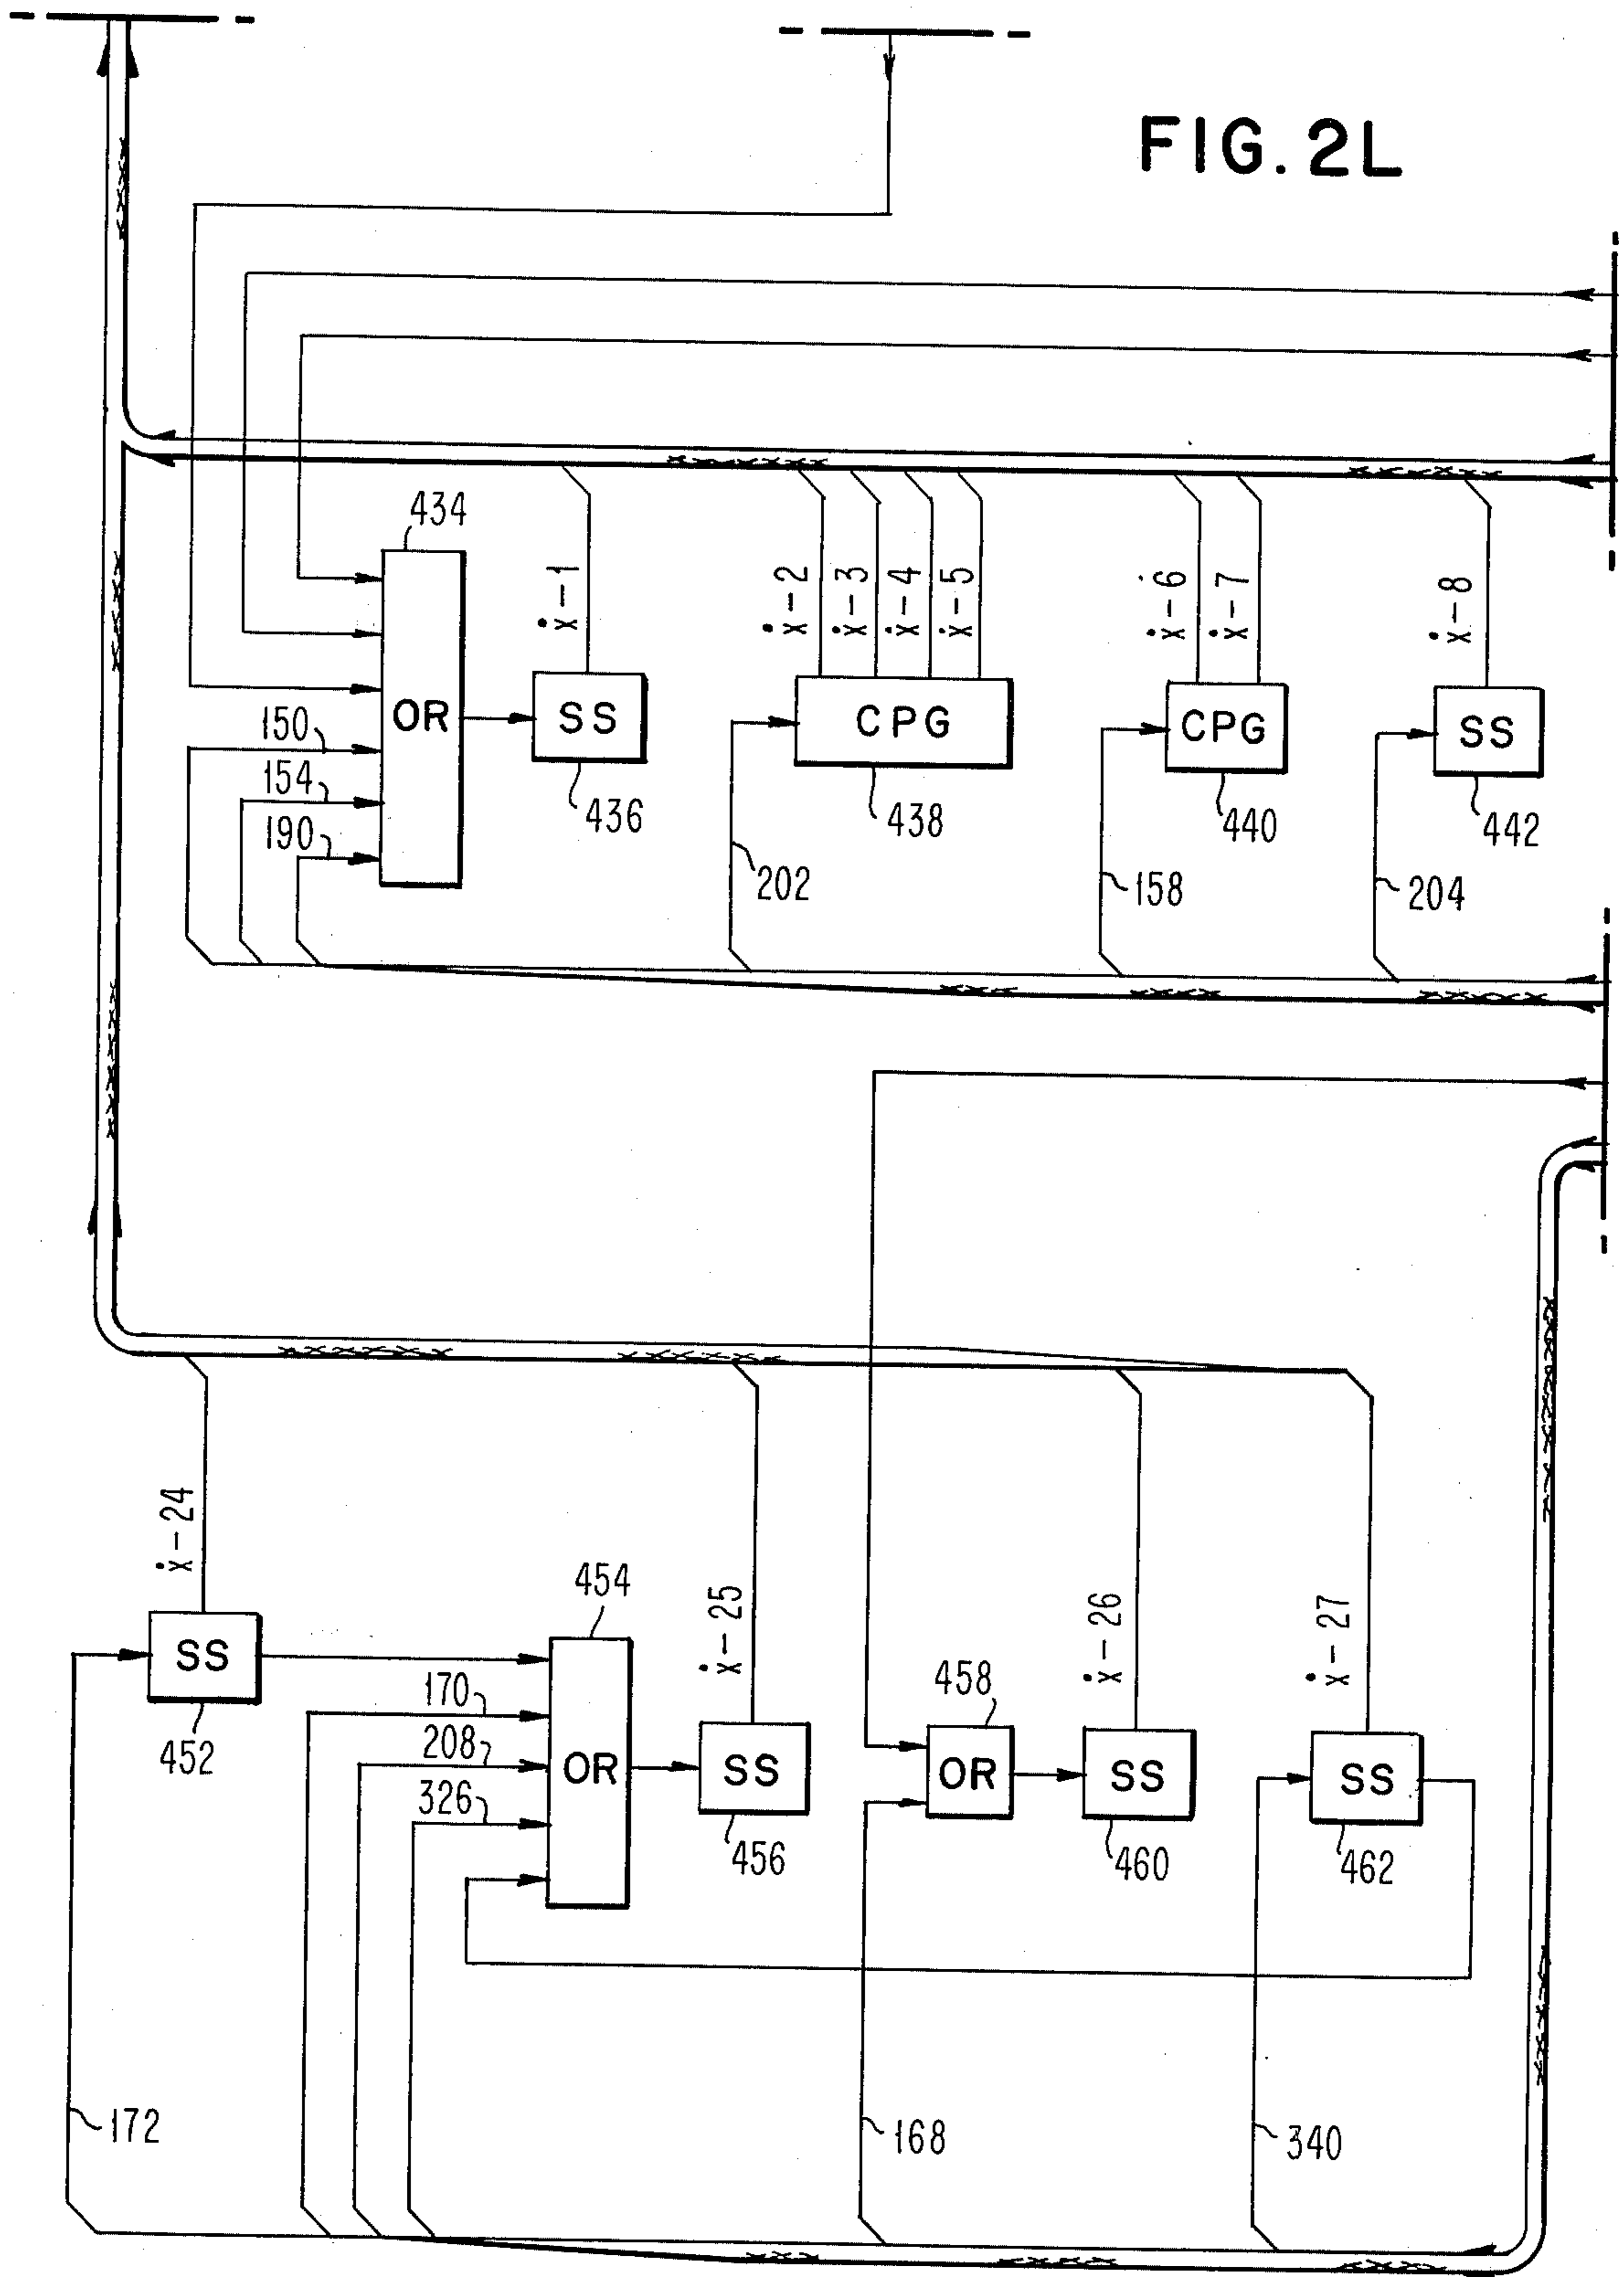 FIG. 2L
434
ẋ-1
ẋ-2
ẋ-3
ẋ-4
ẋ-5
ẋ-6
ẋ-7
ẋ-8
OR
SS
CPG
CPG
SS
150
154
190
436
438
440
442
202
158
204
ẋ-24
454
ẋ-25
458
ẋ-26
ẋ-27
SS
452
170
208
326
OR
SS
456
OR
SS
460
SS
462
172
168
340